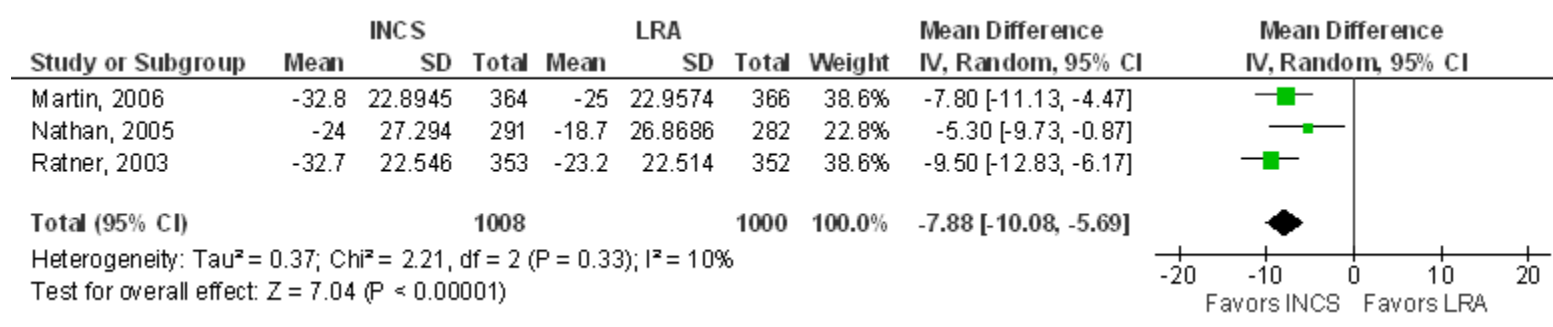 INCS LRA Mean Difference Mean Difference
Study or Subgroup Mean SD Total Mean SD Total Weight IV, Random, 95% CI IV, Random, 95% CI
Martin, 2006 -32.8 22.8945 364 -25 22.9574 366 38.6% -7.80 [-11.13, -4.47]
Nathan, 2005 -24 27.294 291 -18.7 26.8686 282 22.8% -5.30 [-9.73, -0.87]
Ratner, 2003 -32.7 22.546 353 -23.2 22.514 352 38.6% -9.50 [-12.83, -6.17]
Total (95% CI) 1008 1000 100.0% -7.88 [-10.08, -5.69]
Heterogeneity: Tau² = 0.37; Chi² = 2.21, df = 2 (P = 0.33); I² = 10%
Test for overall effect: Z = 7.04 (P < 0.00001)
-20 -10 0 10 20
Favors INCS Favors LRA